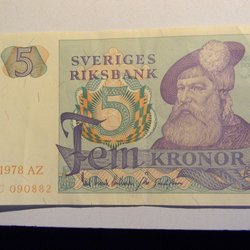 5
SVERIGES
RIKSBANK
5
1978 AZ
Fem KRONOR
C 090882